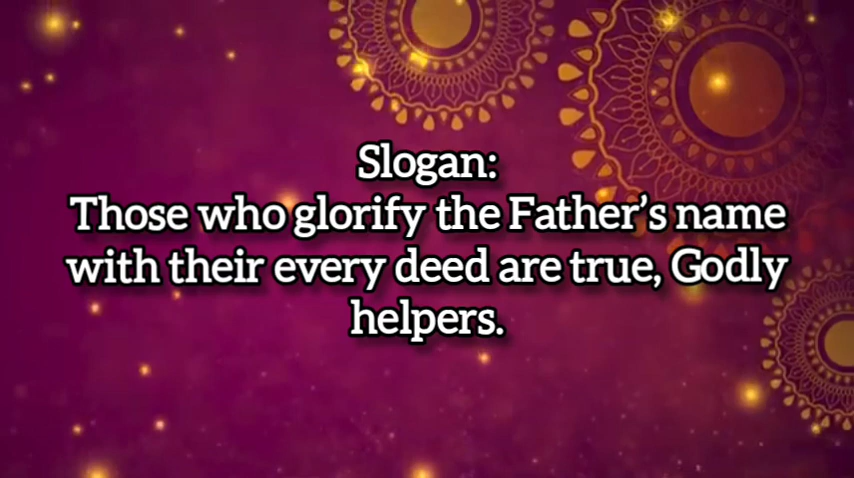 Slogan:
Those who glorify the Father’s name
with their every deed are true, Godly
helpers.